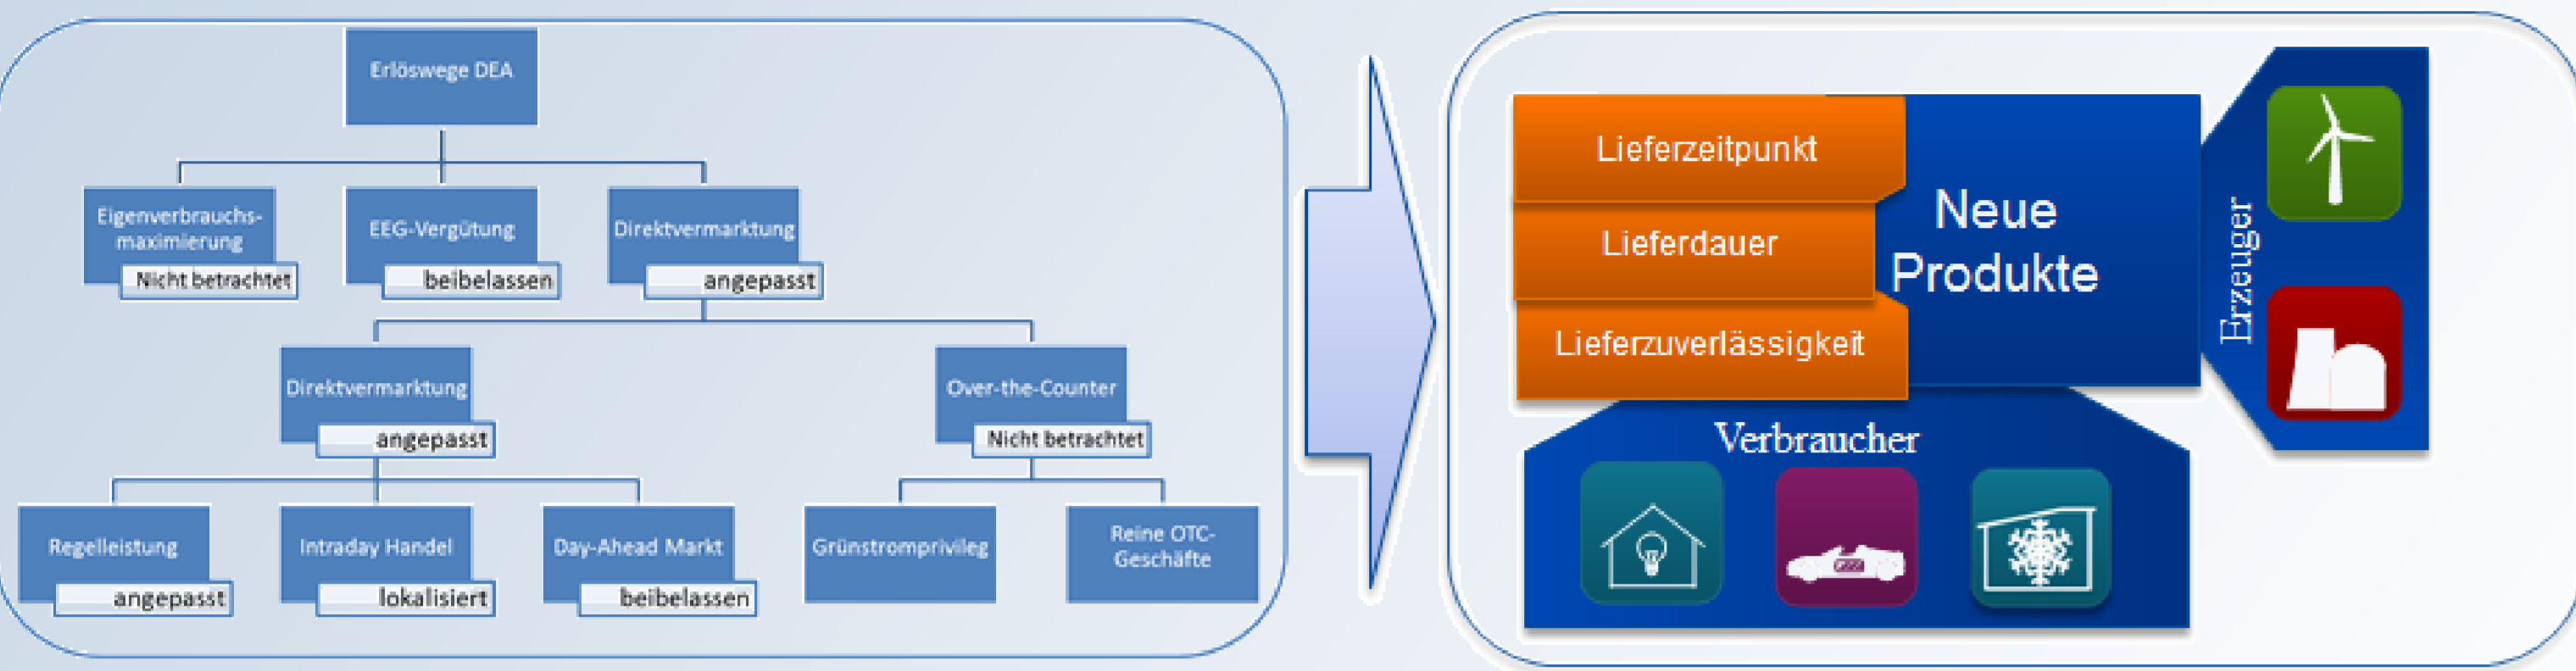 Erlöswege DEA
Eigenverbrauchs-
maximierung
Nicht betrachtet
EEG-Vergütung
beibelassen
Direktvermarktung
angepasst
Direktvermarktung
angepasst
Over-the-Counter
Nicht betrachtet
Regelleistung
angepasst
Intraday Handel
lokalisiert
Day-Ahead Markt
beibelassen
Grünstromprivileg
Reine OTC-
Geschäfte
Lieferzeitpunkt
Lieferdauer
Lieferzuverlässigkeit
Neue
Produkte
Erzeuger
Verbraucher